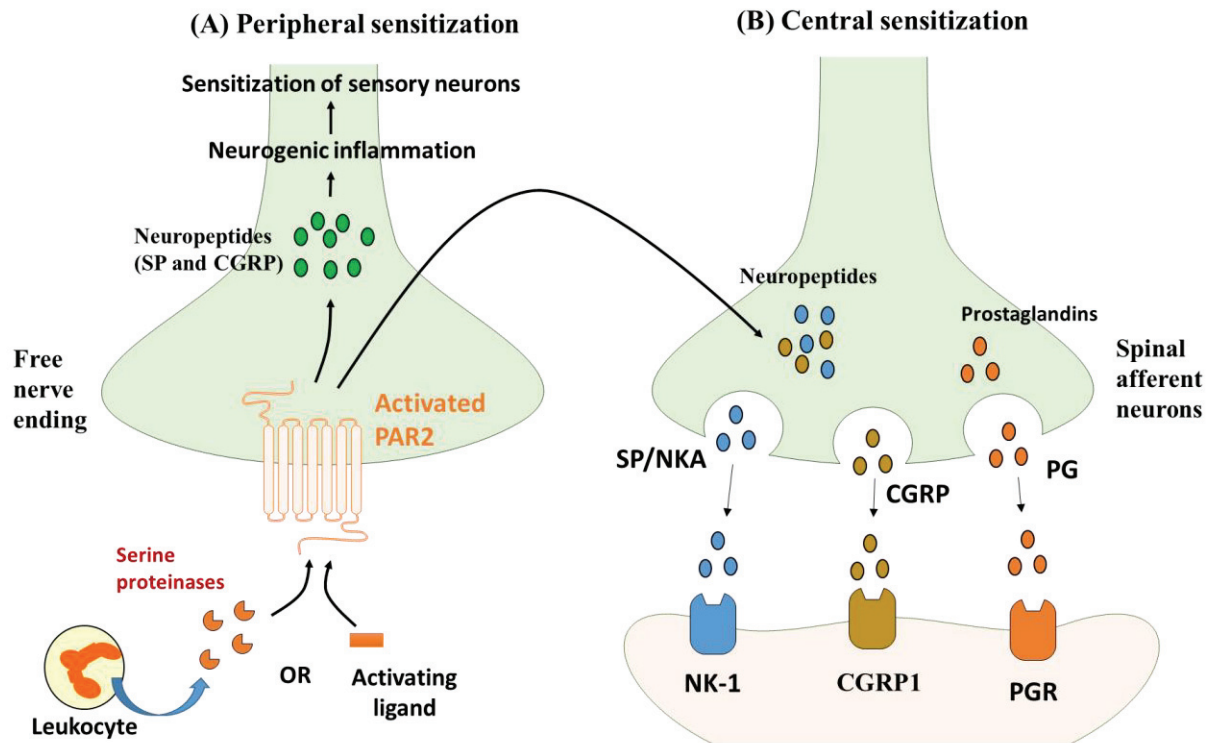 (A) Peripheral sensitization
Sensitization of sensory neurons
Neurogenic inflammation
Neuropeptides
(SP and CGRP)
Free
nerve
ending
Activated
PAR2
Serine
proteinases
OR
Activating
ligand
Leukocyte
(B) Central sensitization
Neuropeptides
Prostaglandins
Spinal
afferent
neurons
SP/NKA
CGRP
PG
NK-1
CGRP1
PGR